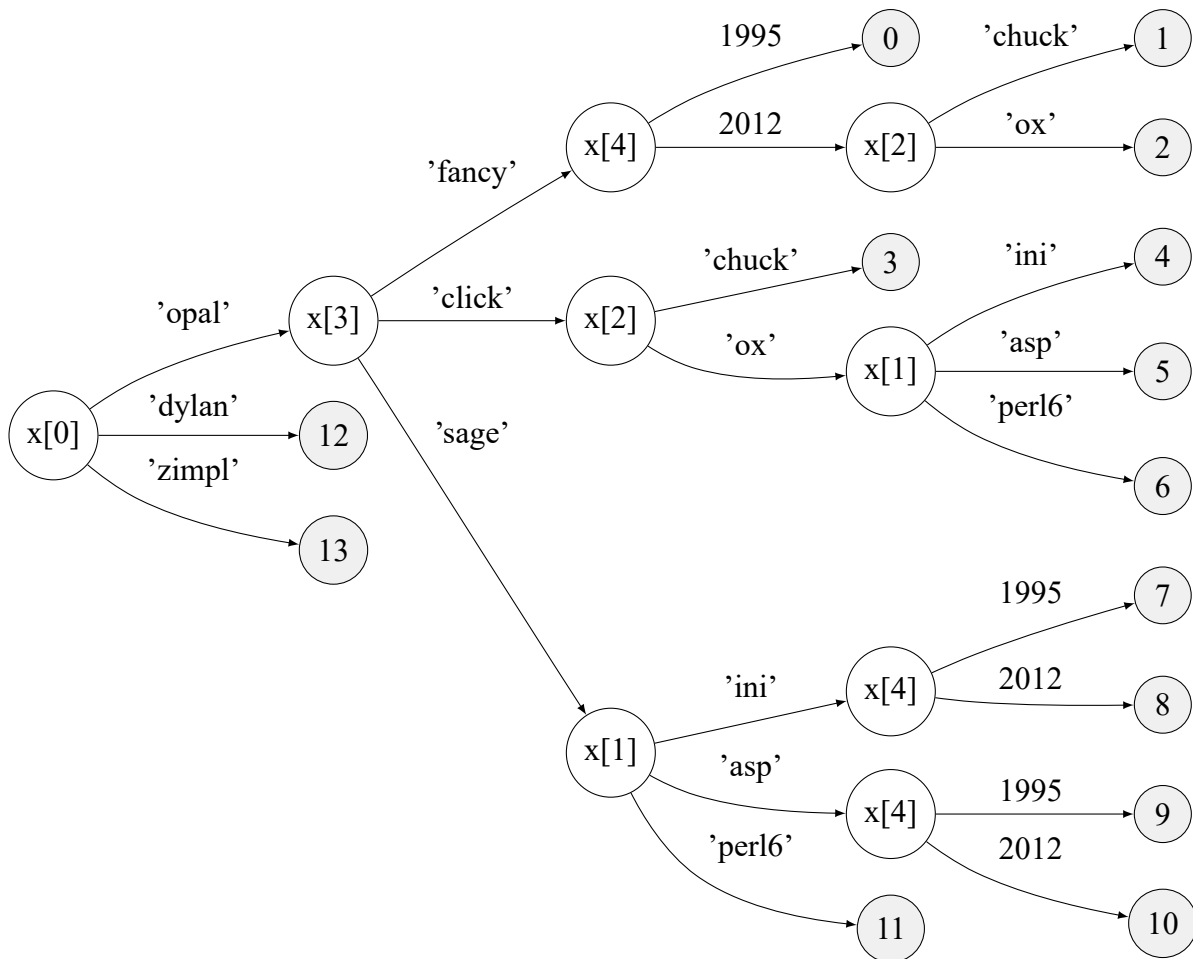 1995
0
’chuck’
1
x[4]
2012
x[2]
’ox’
2
’fancy’
’chuck’
3
’ini’
4
’opal’
x[3]
’click’
x[2]
’ox’
x[1]
’asp’
5
’perl6’
6
x[0]
’dylan’
12
’zimpl’
13
’sage’
1995
7
’ini’
x[4]
2012
8
x[1]
’asp’
x[4]
1995
9
2012
10
’perl6’
11